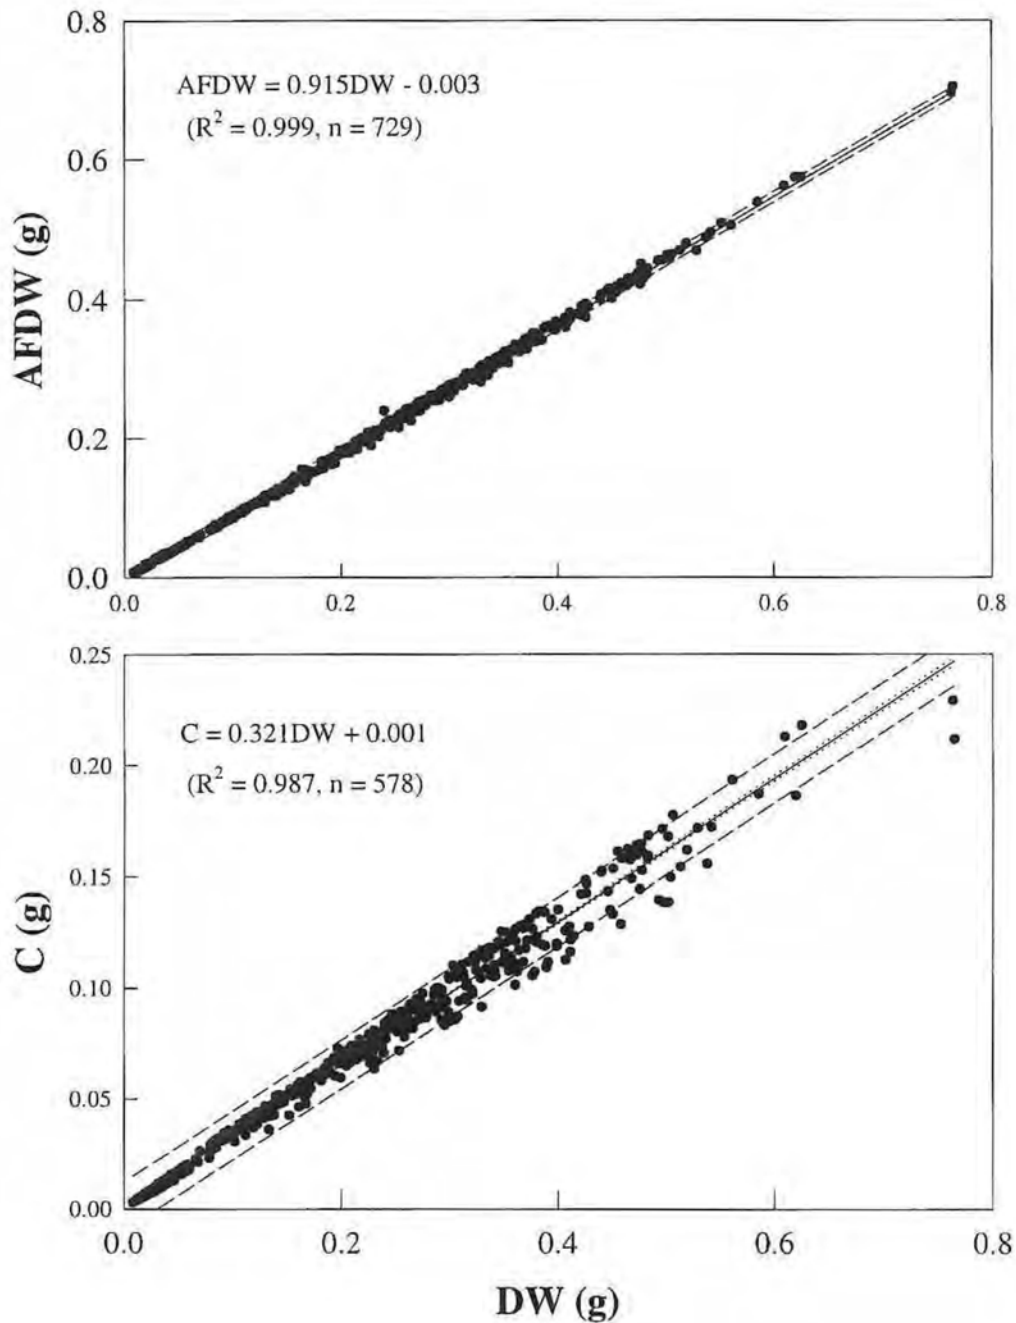 0.8
AFDW = 0.915DW - 0.003
(R² = 0.999, n = 729)
0.6
AFDW (g)
0.4
0.2
0.0
0.0 0.2 0.4 0.6 0.8
0.25
C = 0.321DW + 0.001
(R² = 0.987, n = 578)
0.20
0.15
C (g)
0.10
0.05
0.00
0.0 0.2 0.4 0.6 0.8
DW (g)